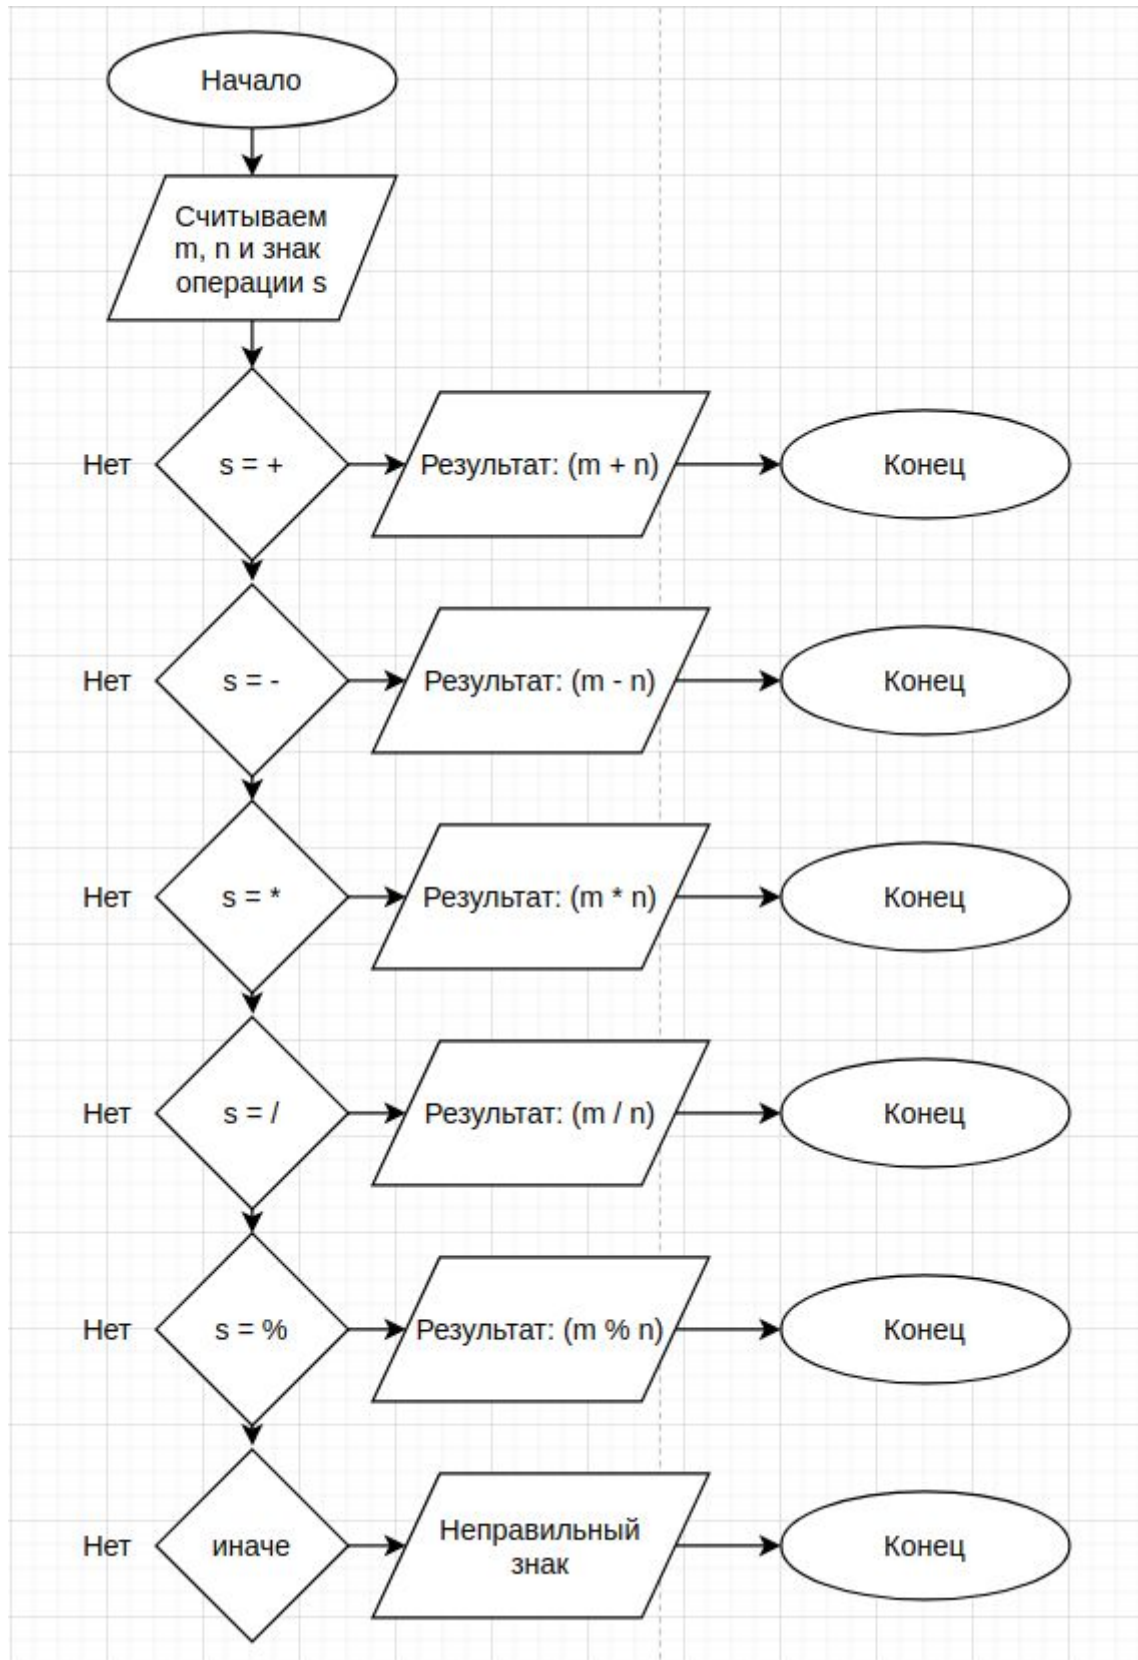 Начало
Считываем
m, n и знак
операции s
Нет
s = +
Результат: (m + n)
Конец
Нет
s = -
Результат: (m - n)
Конец
Нет
s = *
Результат: (m * n)
Конец
Нет
s = /
Результат: (m / n)
Конец
Нет
s = %
Результат: (m % n)
Конец
Нет
иначе
Неправильный
знак
Конец